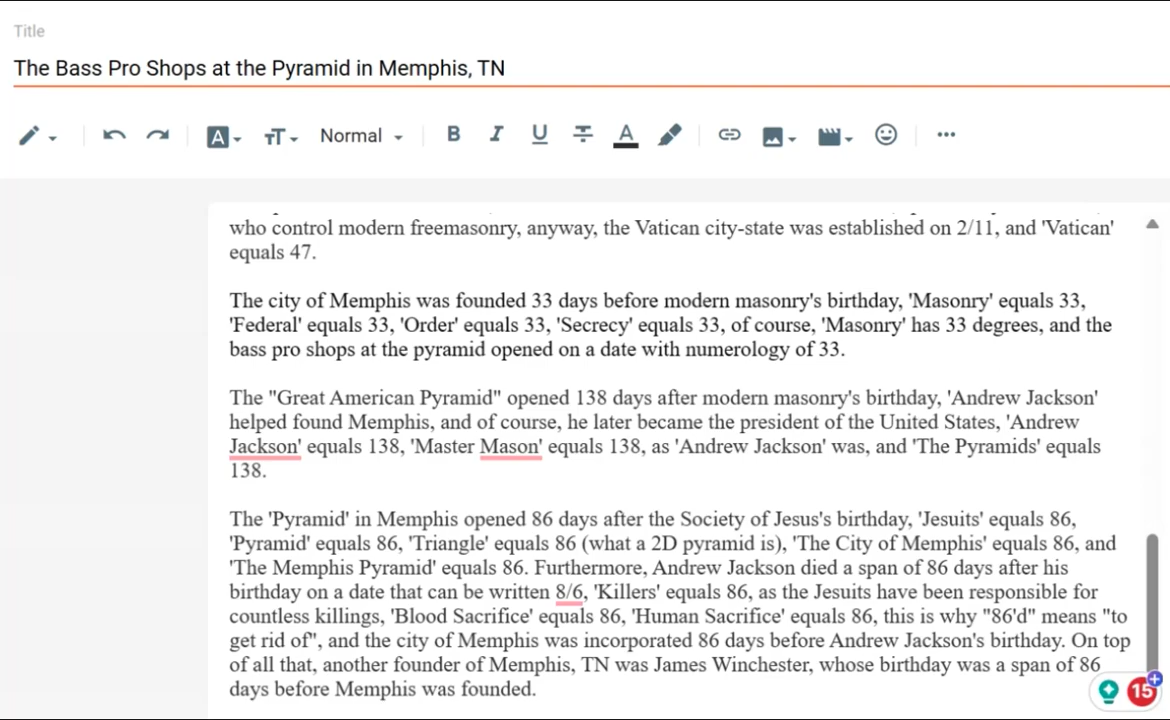 Title
The Bass Pro Shops at the Pyramid in Memphis, TN
A
TT
Normal
B
I
U
T
A
who control modern freemasonry, anyway, the Vatican city-state was established on 2/11, and 'Vatican'
equals 47.
The city of Memphis was founded 33 days before modern masonry's birthday, 'Masonry' equals 33,
'Federal' equals 33, 'Order' equals 33, 'Secrecy' equals 33, of course, 'Masonry' has 33 degrees, and the
bass pro shops at the pyramid opened on a date with numerology of 33.
The "Great American Pyramid" opened 138 days after modern masonry's birthday, 'Andrew Jackson'
helped found Memphis, and of course, he later became the president of the United States, 'Andrew
Jackson' equals 138, 'Master Mason' equals 138, as 'Andrew Jackson' was, and 'The Pyramids' equals
138.
The 'Pyramid' in Memphis opened 86 days after the Society of Jesus's birthday, 'Jesuits' equals 86,
'Pyramid' equals 86, 'Triangle' equals 86 (what a 2D pyramid is), 'The City of Memphis' equals 86, and
'The Memphis Pyramid' equals 86. Furthermore, Andrew Jackson died a span of 86 days after his
birthday on a date that can be written 8/6, 'Killers' equals 86, as the Jesuits have been responsible for
countless killings, 'Blood Sacrifice' equals 86, 'Human Sacrifice' equals 86, this is why "86'd" means "to
get rid of", and the city of Memphis was incorporated 86 days before Andrew Jackson's birthday. On top
of all that, another founder of Memphis, TN was James Winchester, whose birthday was a span of 86
days before Memphis was founded.
15